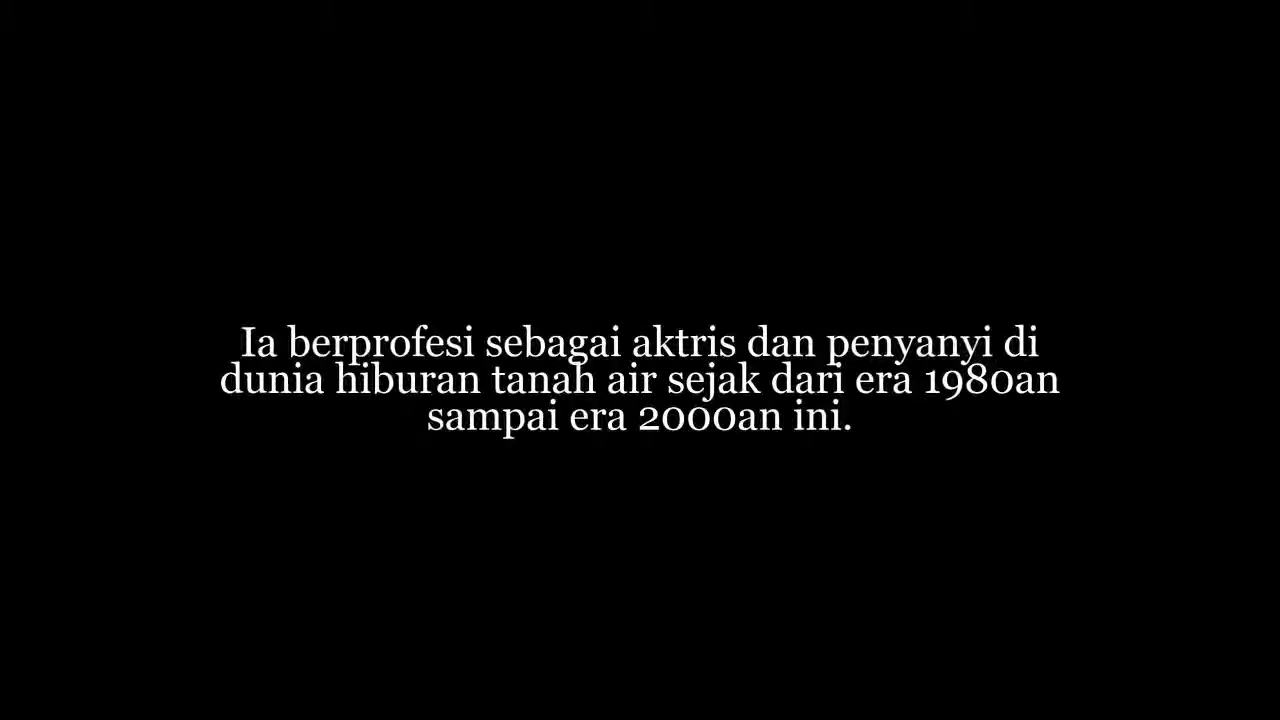 Ia berprofesi sebagai aktris dan penyanyi di
dunia hiburan tanah air sejak dari era 1980an
sampai era 2000an ini.